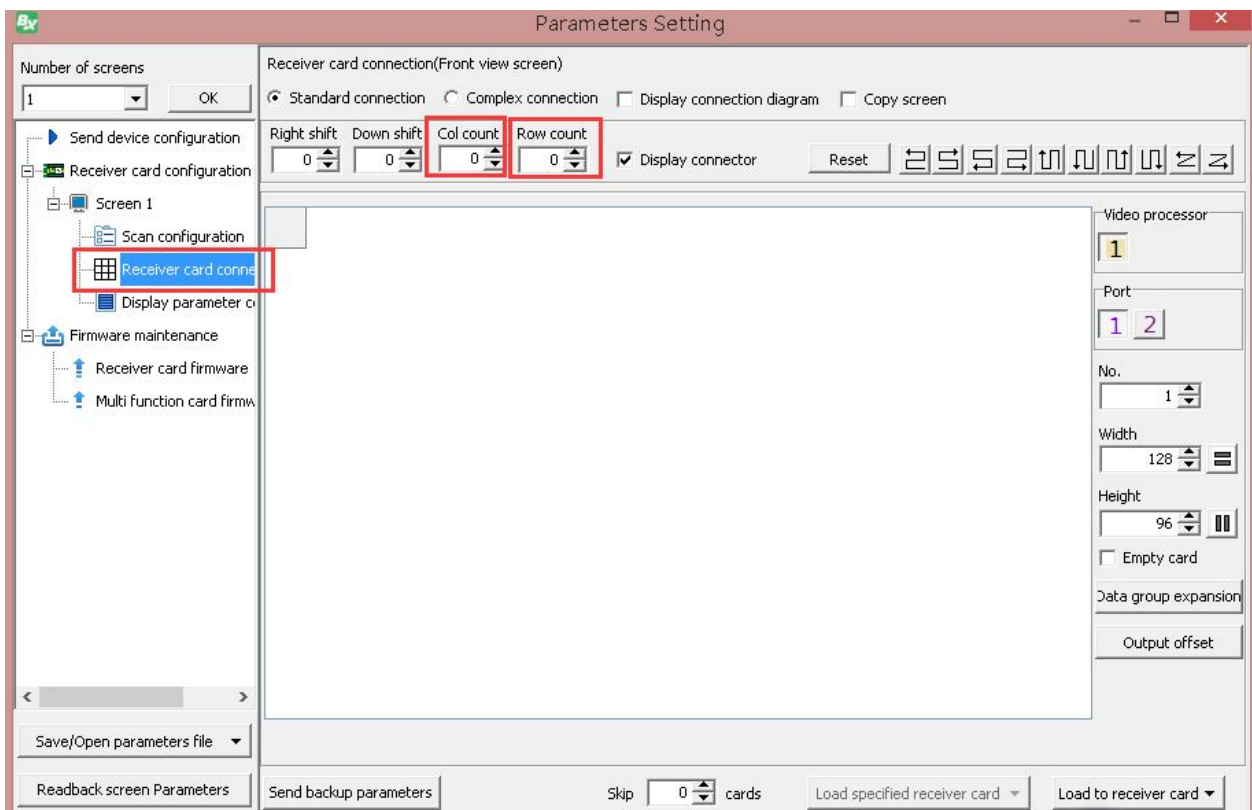 BX
Parameters Setting
Number of screens
1
OK
Send device configuration
Receiver card configuration
Screen 1
Scan configuration
Receiver card conne
Display parameter c
Firmware maintenance
Receiver card firmware
Multi function card firmw
Save/Open parameters file
Readback screen Parameters
Receiver card connection(Front view screen)
Standard connection Complex connection Display connection diagram Copy screen
Right shift Down shift Col count Row count
0 0 0 0 Display connector Reset
Video processor
1
Port
1 2
No.
1
Width
128
Height
96
Empty card
Data group expansion
Output offset
Send backup parameters Skip 0 cards Load specified receiver card Load to receiver card